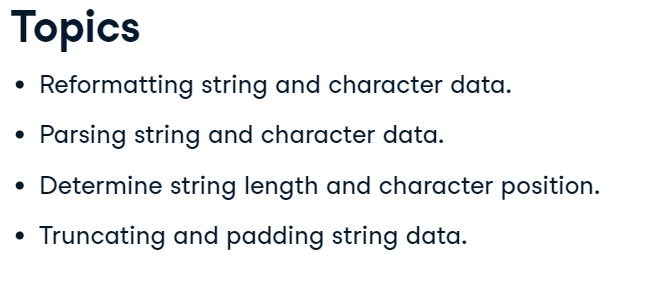 Topics
• Reformatting string and character data.
• Parsing string and character data.
• Determine string length and character position.
• Truncating and padding string data.